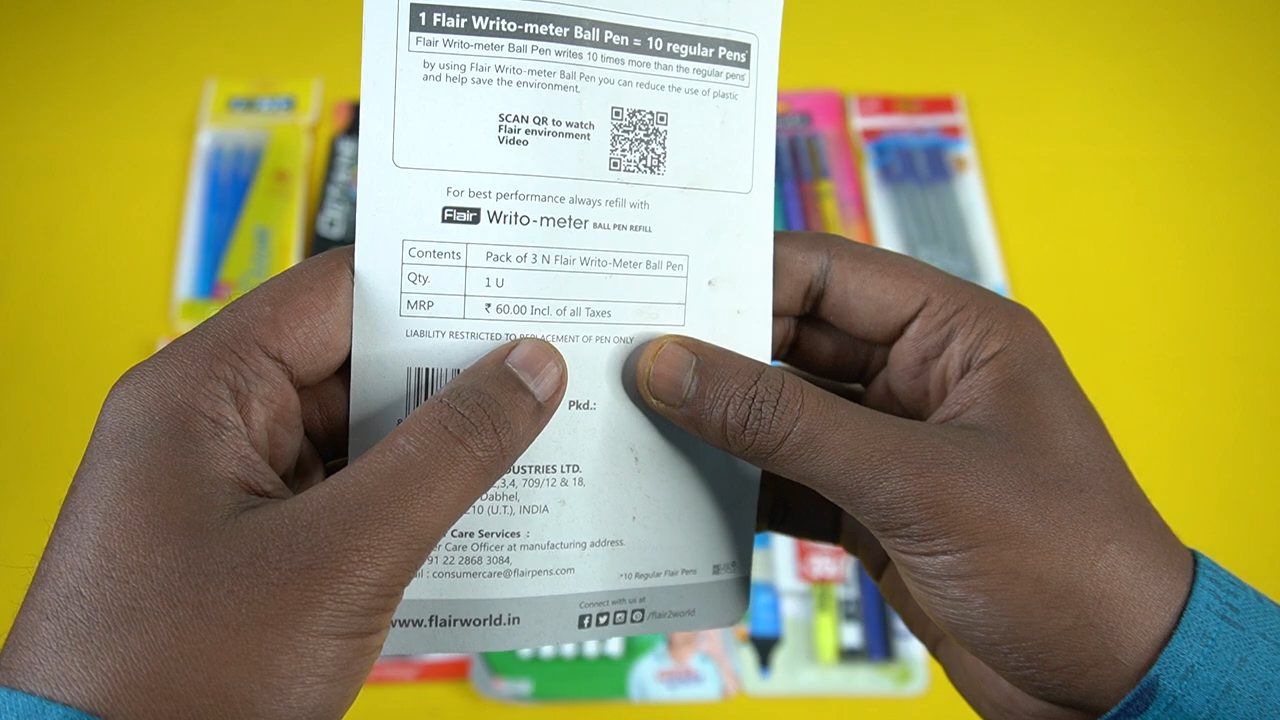 1 Flair Writo-meter Ball Pen = 10 regular Pens*
Flair Writo-meter Ball Pen writes 10 times more than the regular pens*
by using Flair Writo-meter Ball Pen you can reduce the use of plastic
and help save the environment.
SCAN QR to watch
Flair environment
Video
For best performance always refill with
Flair Writo-meter BALL PEN REFILL
Contents Pack of 3 N Flair Writo-Meter Ball Pen
Qty. 1 U
MRP ₹ 60.00 Incl. of all Taxes
LIABILITY RESTRICTED TO REPLACEMENT OF PEN ONLY
Pkd.:
USTRIES LTD.
2,3,4, 709/12 & 18,
Dabhel,
10 (U.T.), INDIA
Care Services :
er Care Officer at manufacturing address.
91 22 2868 3084,
: consumercare@flairpens.com
*10 Regular Flair Pens
www.flairworld.in
Connect with us at
/flair2world